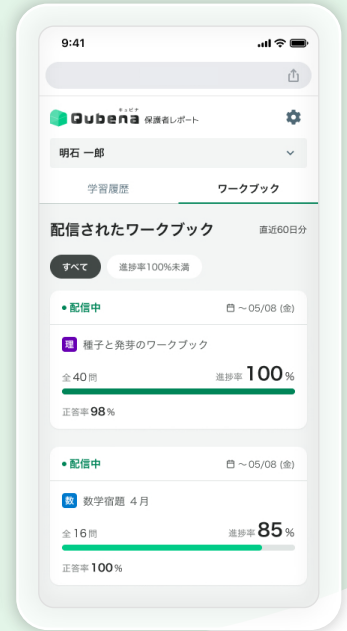 9:41
キュビナ
Qubena 保護者レポート
明石 一郎
学習履歴 ワークブック
配信されたワークブック 直近60日分
すべて 進捗率100%未満
配信中 ～05/08 (金)
理 種子と発芽のワークブック
全40問 進捗率 100%
正答率98%
配信中 ～05/08 (金)
数 数学宿題 4月
全16問 進捗率 85%
正答率100%